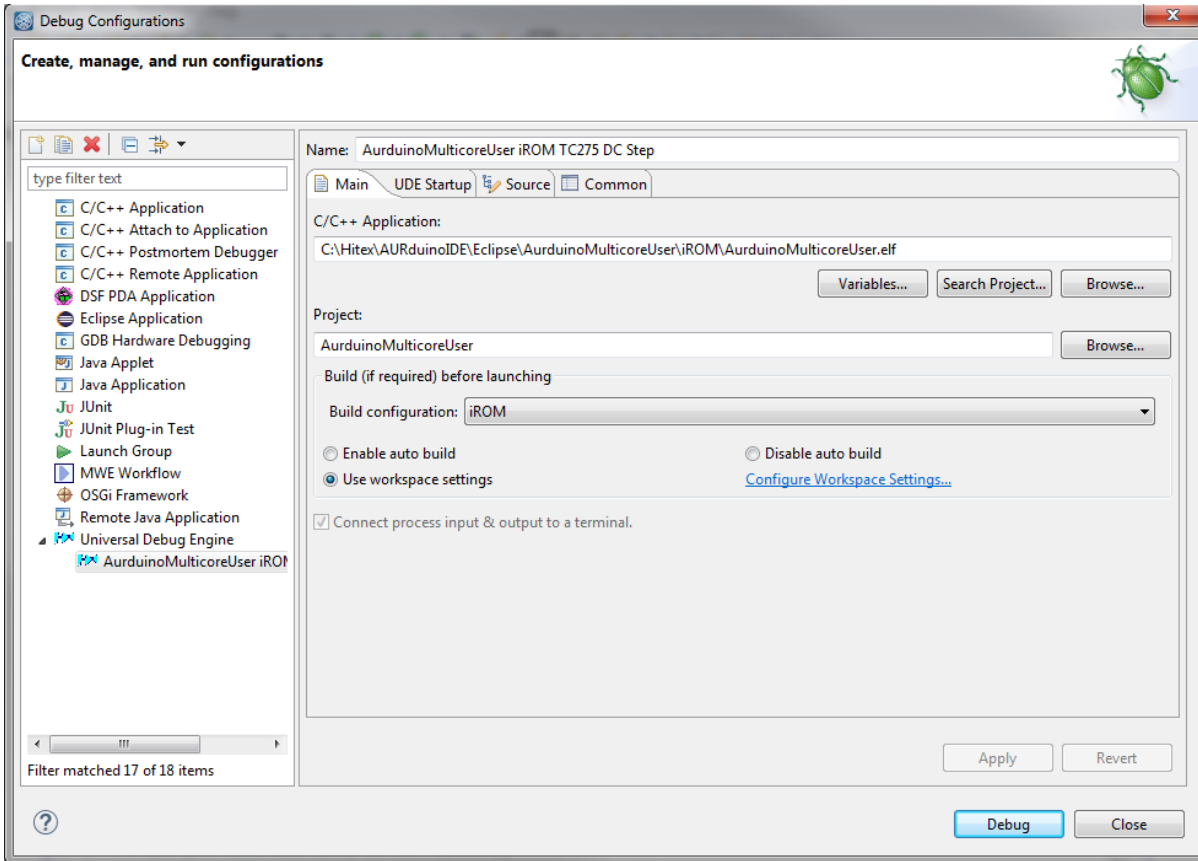 Debug Configurations
Create, manage, and run configurations
type filter text
C/C++ Application
C/C++ Attach to Application
C/C++ Postmortem Debugger
C/C++ Remote Application
DSF PDA Application
Eclipse Application
GDB Hardware Debugging
Java Applet
Java Application
JUnit
JUnit Plug-in Test
Launch Group
MWE Workflow
OSGi Framework
Remote Java Application
Universal Debug Engine
AurduinoMulticoreUser iROM
Filter matched 17 of 18 items
Name: AurduinoMulticoreUser iROM TC275 DC Step
Main UDE Startup Source Common
C/C++ Application:
C:\Hitex\AURduinoIDE\Eclipse\AurduinoMulticoreUser\iROM\AurduinoMulticoreUser.elf
Variables... Search Project... Browse...
Project:
AurduinoMulticoreUser Browse...
Build (if required) before launching
Build configuration: iROM
Enable auto build Disable auto build
Use workspace settings Configure Workspace Settings...
Connect process input & output to a terminal.
Apply Revert
Debug Close